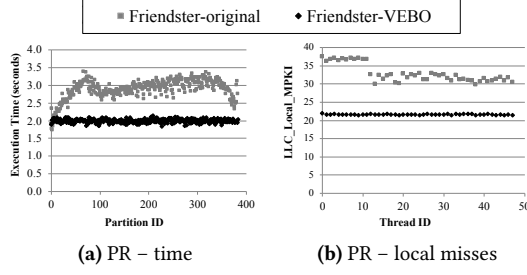 Friendster-original Friendster-VEBO
Execution Time (seconds)
4.0
3.5
3.0
2.5
2.0
1.5
1.0
0.5
0.0
0 100 200 300 400
Partition ID
(a) PR – time
LLC_Local_MPKI
40
35
30
25
20
15
10
5
0
0 10 20 30 40 50
Thread ID
(b) PR – local misses